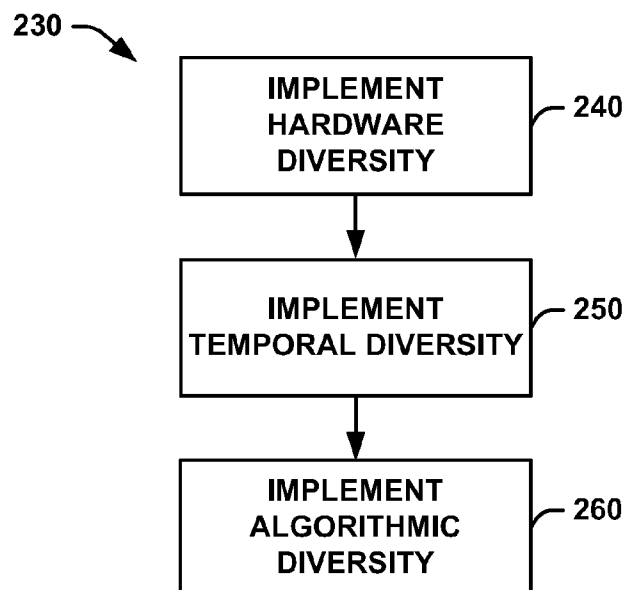 230
IMPLEMENT
HARDWARE
DIVERSITY
240
IMPLEMENT
TEMPORAL DIVERSITY
250
IMPLEMENT
ALGORITHMIC
DIVERSITY
260